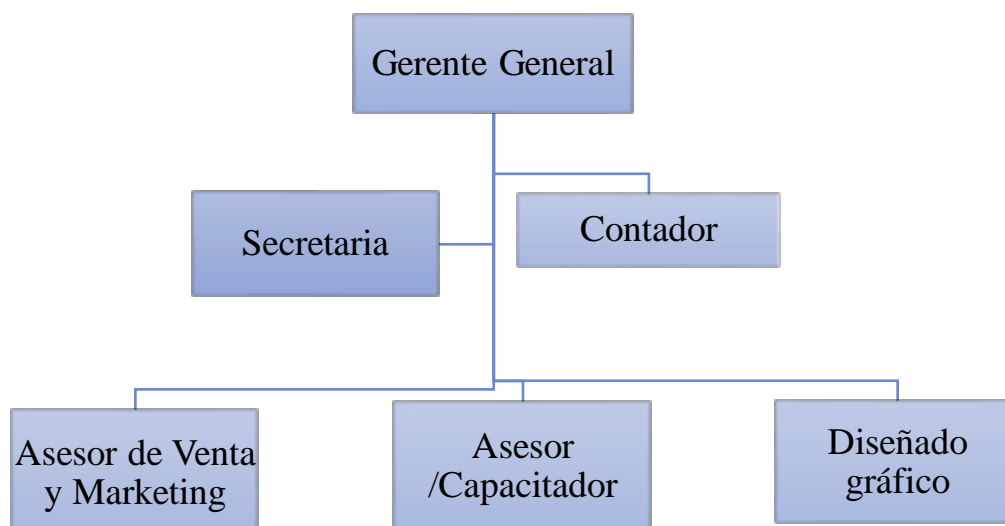 Gerente General
Secretaria
Contador
Asesor de Venta
y Marketing
Asesor
/Capacitador
Diseñado
gráfico